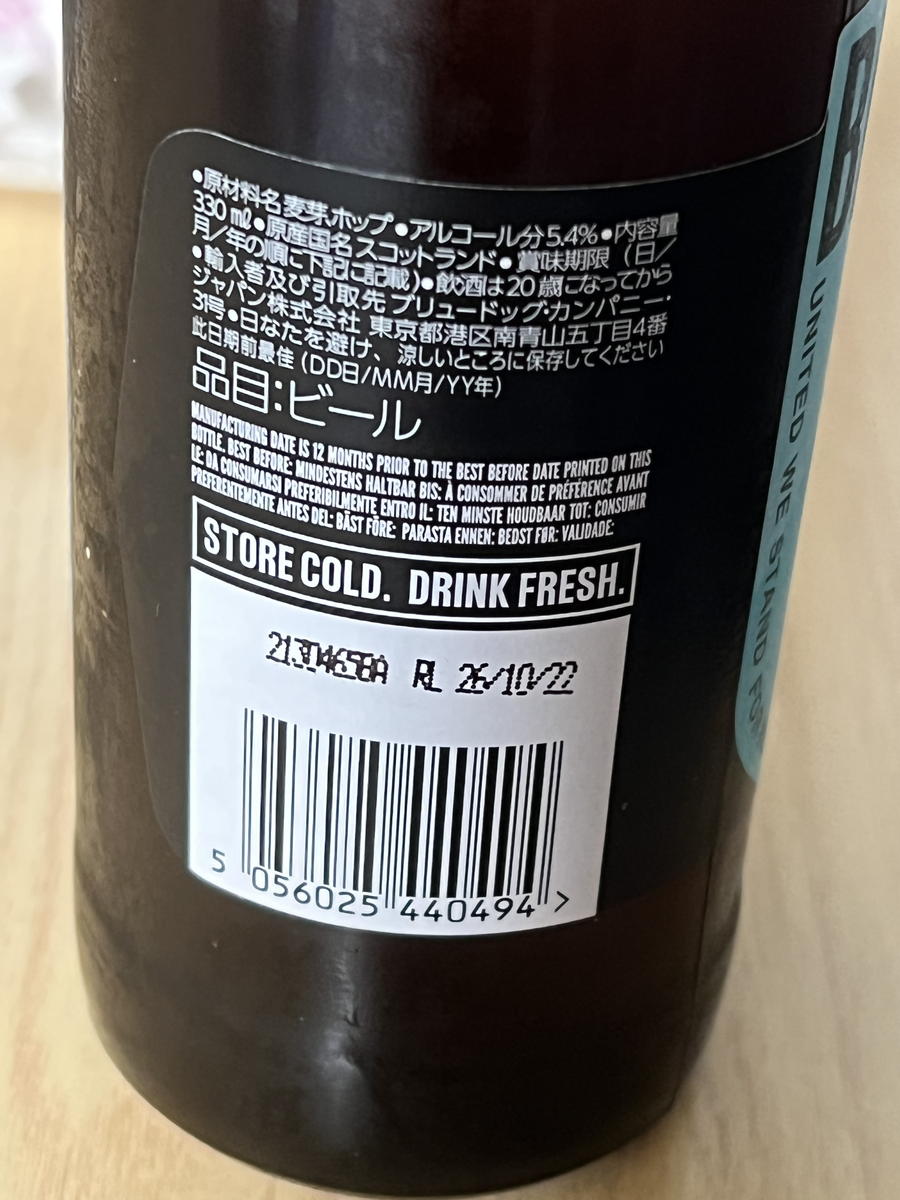 ●原材料名 麦芽、ホップ●アルコール分5.4%●内容量
330㎖●原産国名 スコットランド●賞味期限（日／
月／年の順に下記に記載）●飲酒は20歳になってから
●輸入者及び引取先 ブリュードッグ・カンパニー・
ジャパン株式会社 東京都港区南青山五丁目4番
31号●日なたを避け、涼しいところに保存してください
此日期前最佳 (DD日/MM月/YY年)
品目:ビール
MANUFACTURING DATE IS 12 MONTHS PRIOR TO THE BEST BEFORE DATE PRINTED ON THIS
BOTTLE. BEST BEFORE: MINDESTENS HALTBAR BIS: À CONSOMMER DE PRÉFÉRENCE AVANT
LE: DA CONSUMARSI PREFERIBILMENTE ENTRO IL: TEN MINSTE HOUDBAAR TOT: CONSUMIR
PREFERENTEMENTE ANTES DEL: BÄST FÖRE: PARASTA ENNEN: BEDST FØR: VALIDADE:
STORE COLD. DRINK FRESH.
RL 26/10/22
5 056025 440494 >
UNITED WE STAND FOR